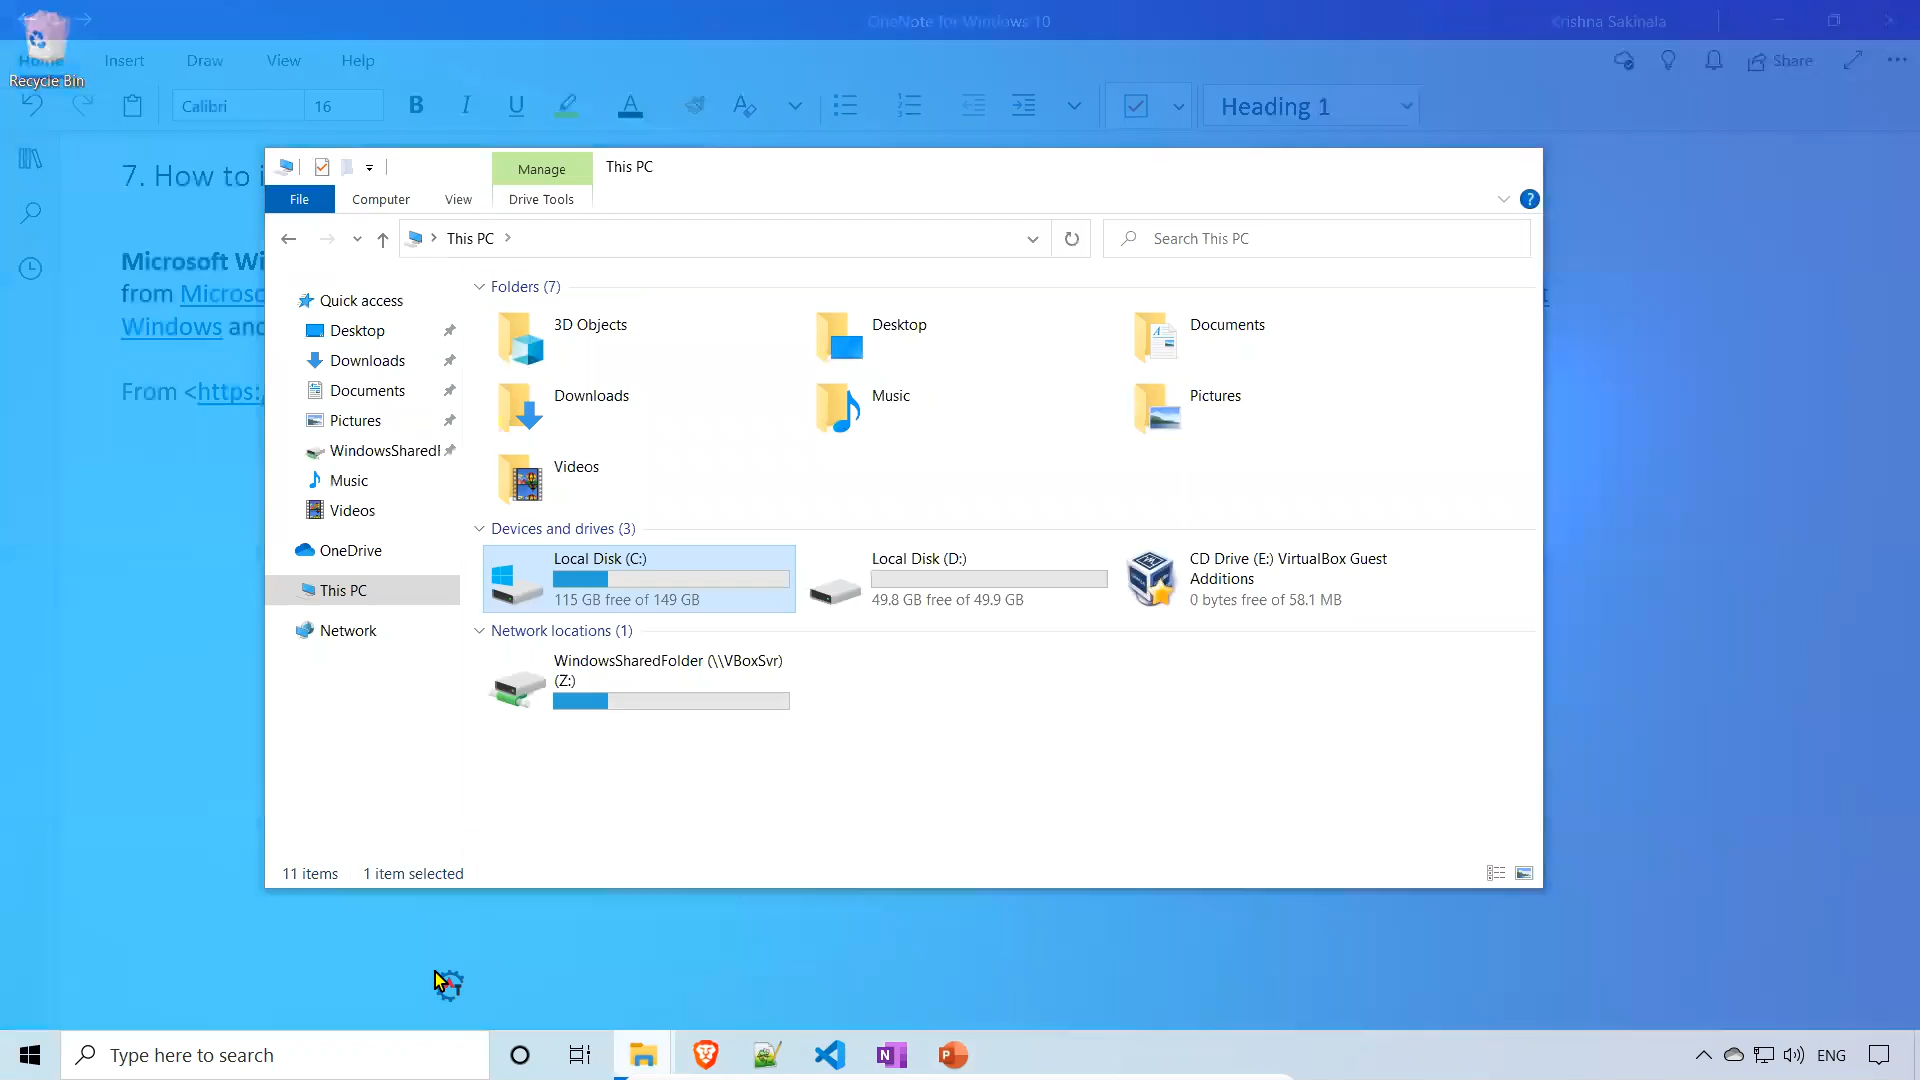 OneNote for Windows 10
Krishna Sakinala
Home
Insert
Draw
View
Help
Share
Recycle Bin
Calibri
16
B
I
U
A
Heading 1
7. How to i
Microsoft Wi
from Microso
Windows and
From <https:/
Manage
This PC
File
Computer
View
Drive Tools
This PC
Search This PC
Quick access
Desktop
Downloads
Documents
Pictures
WindowsSharedF
Music
Videos
OneDrive
This PC
Network
Folders (7)
3D Objects
Desktop
Documents
Downloads
Music
Pictures
Videos
Devices and drives (3)
Local Disk (C:)
115 GB free of 149 GB
Local Disk (D:)
49.8 GB free of 49.9 GB
CD Drive (E:) VirtualBox Guest
Additions
0 bytes free of 58.1 MB
Network locations (1)
WindowsSharedFolder (\\VBoxSvr)
(Z:)
11 items
1 item selected
Type here to search
ENG